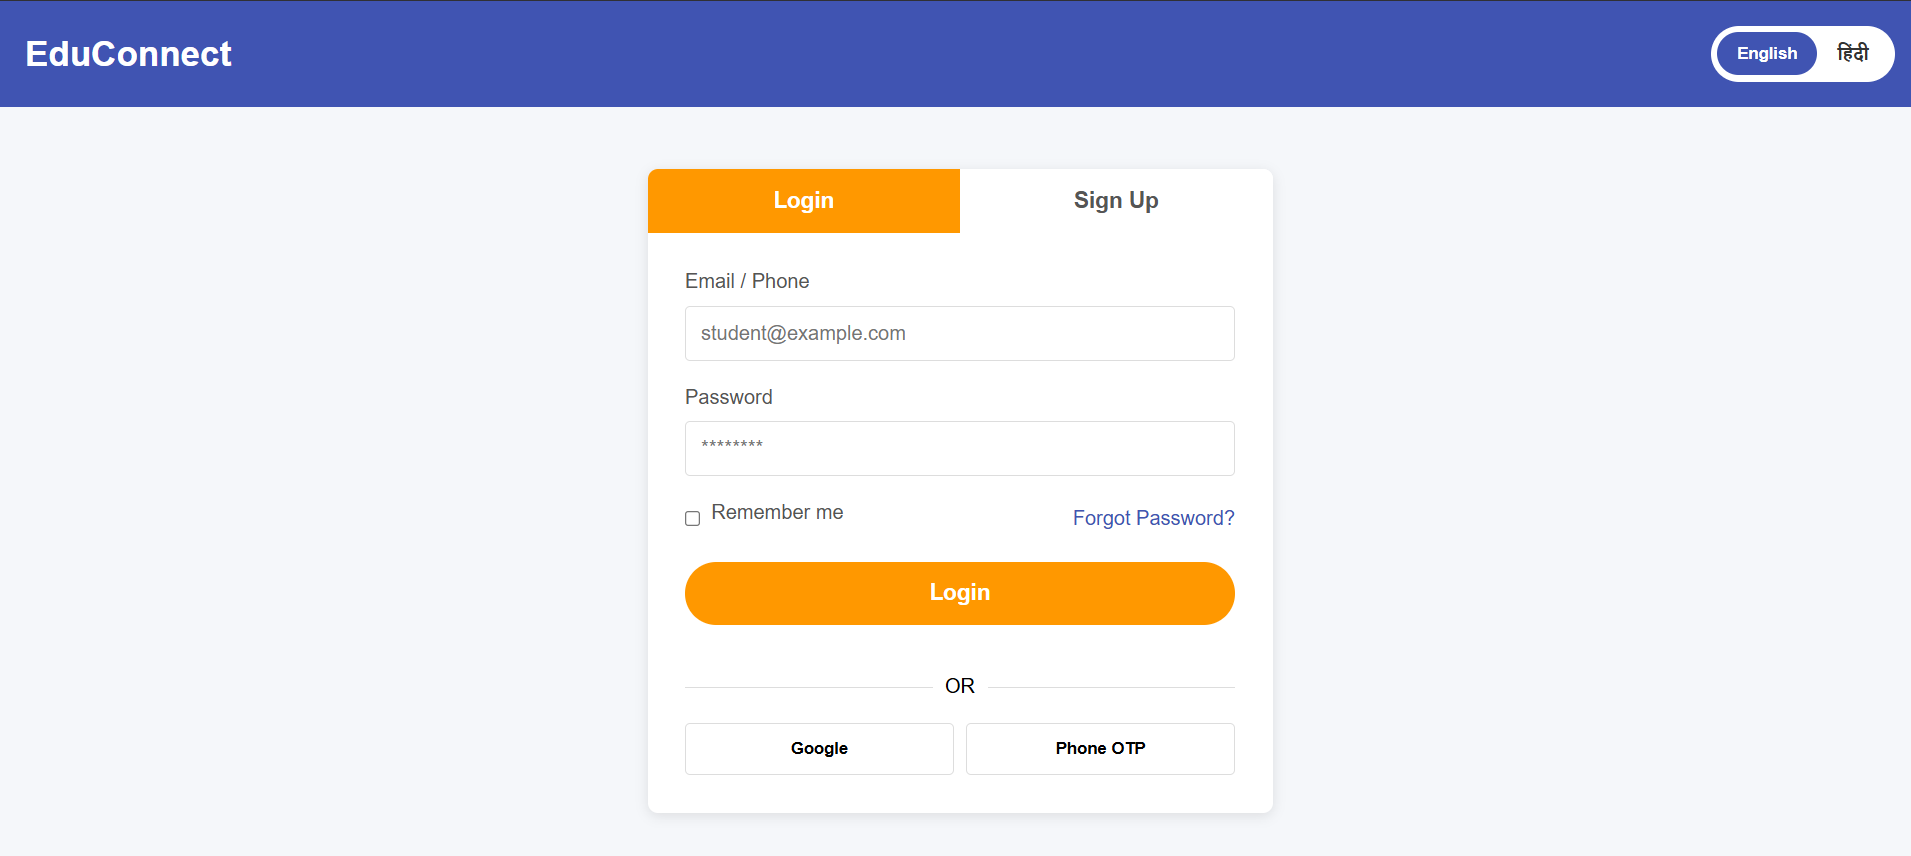 EduConnect
English हिंदी
Login Sign Up
Email / Phone
student@example.com
Password
********
Remember me Forgot Password?
Login
OR
Google Phone OTP